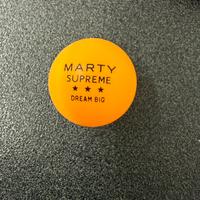 MARTY
SUPREME
★ ★ ★
DREAM BIG